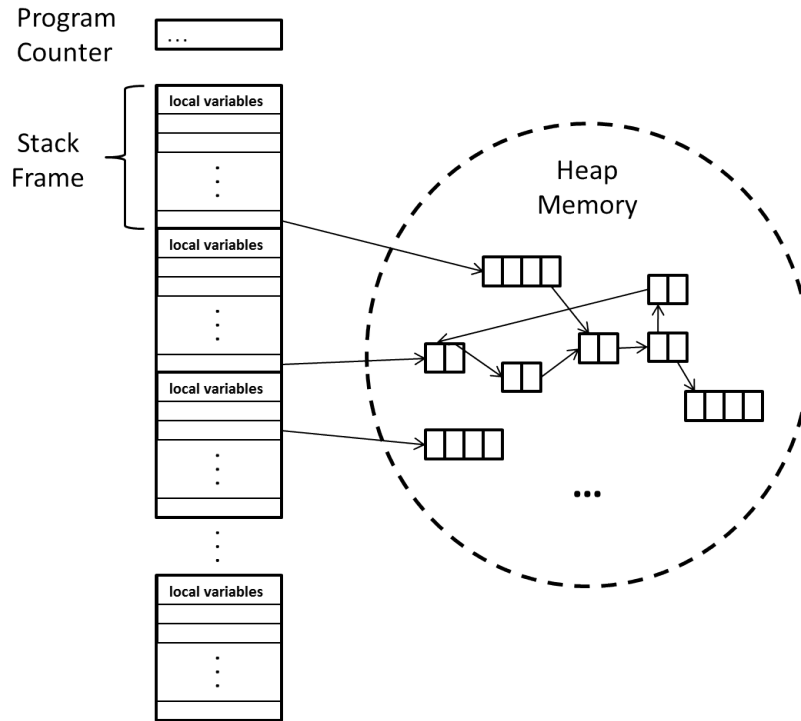 Program
Counter
...
local variables
Stack
Frame
local variables
local variables
local variables
Heap
Memory
...